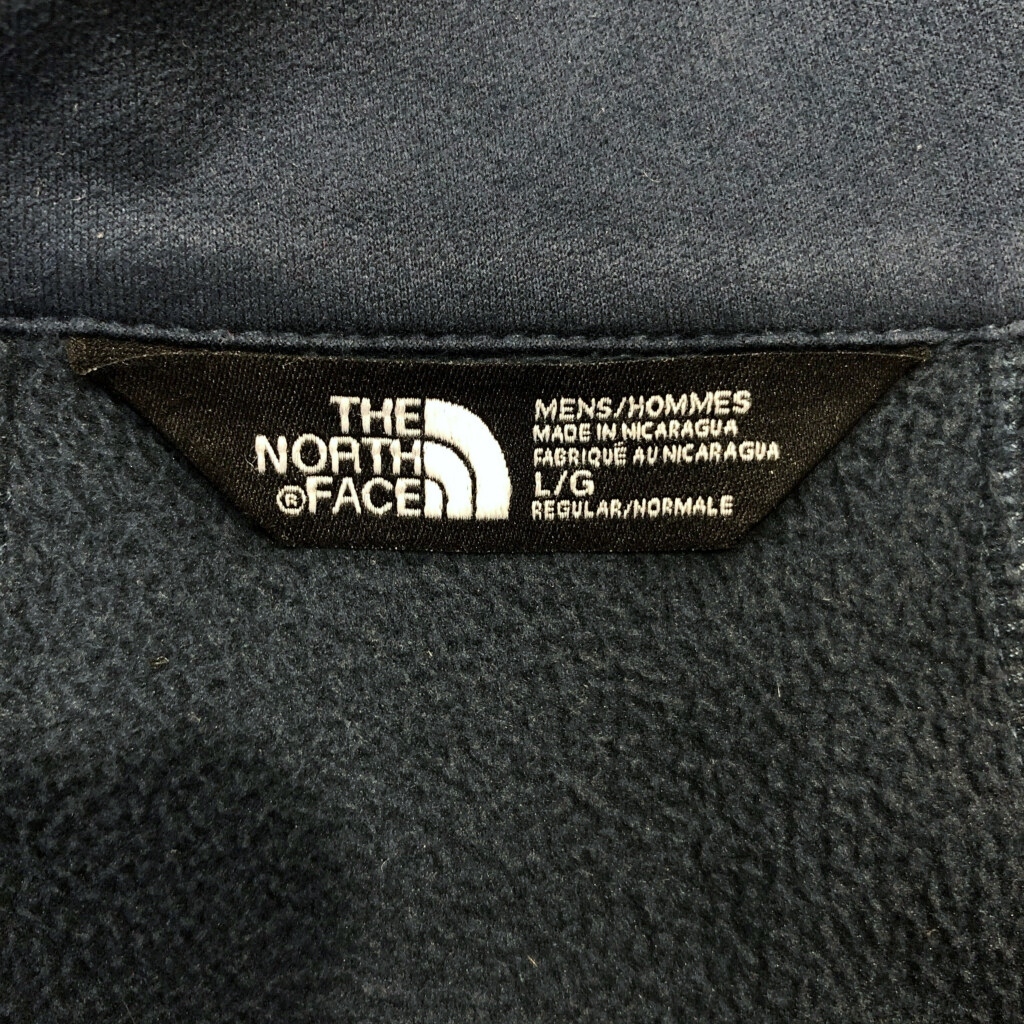 THE
NORTH
®FACE
MENS/HOMMES
MADE IN NICARAGUA
FABRIQUÉ AU NICARAGUA
L/G
REGULAR/NORMALE